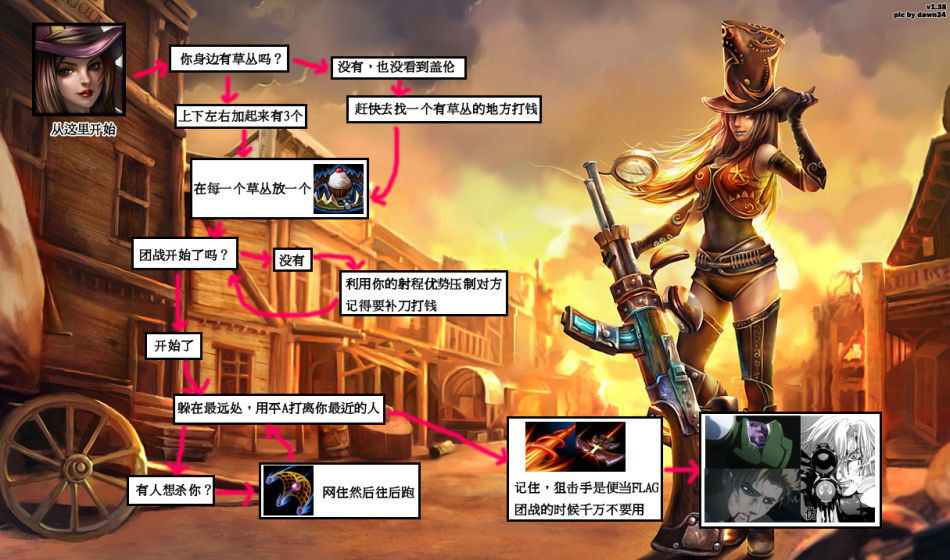 v1.38
pic by dawn34
你身边有草丛吗？
没有，也没看到盖伦
从这里开始
上下左右加起来有3个
赶快去找一个有草丛的地方打钱
在每一个草丛放一个
团战开始了吗？
没有
利用你的射程优势压制对方
记得要补刀打钱
开始了
躲在最远处，用平A打离你最近的人
有人想杀你？
网住然后往后跑
记住，狙击手是便当FLAG
团战的时候千万不要用